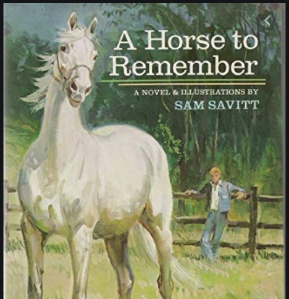 A Horse to
Remember
A NOVEL & ILLUSTRATIONS BY
SAM SAVITT